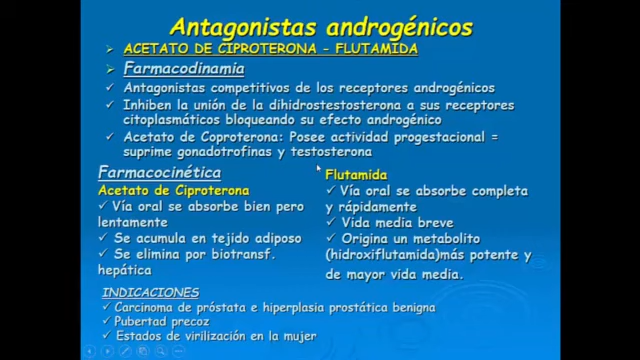 Antagonistas androgénicos
➢ ACETATO DE CIPROTERONA – FLUTAMIDA
➢ Farmacodinamia
✓ Antagonistas competitivos de los receptores androgénicos
✓ Inhiben la unión de la dihidrostestosterona a sus receptores
citoplasmáticos bloqueando su efecto androgénico
✓ Acetato de Coproterona: Posee actividad progestacional =
suprime gonadotrofinas y testosterona
Farmacocinética
Acetato de Ciproterona
✓ Vía oral se absorbe bien pero
lentamente
✓ Se acumula en tejido adiposo
✓ Se elimina por biotransf.
hepática
Flutamida
✓ Vía oral se absorbe completa
y rápidamente
✓ Vida media breve
✓ Origina un metabolito
(hidroxiflutamida)más potente y
de mayor vida media.
INDICACIONES
✓ Carcinoma de próstata e hiperplasia prostática benigna
✓ Pubertad precoz
✓ Estados de virilización en la mujer